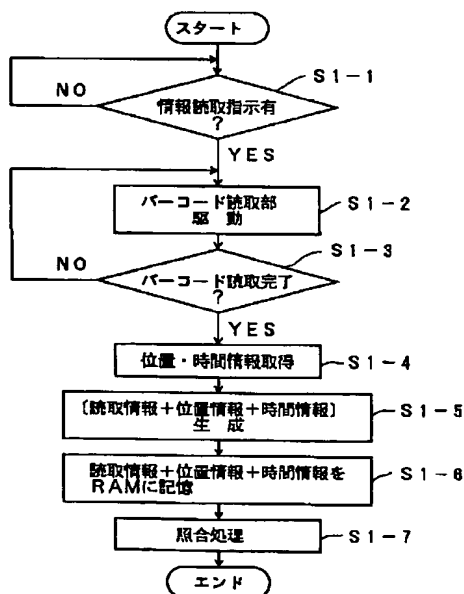 スタート
S1-1
NO
情報読取指示有
?
YES
バーコード読取部
駆動
S1-2
S1-3
NO
バーコード読取完了
?
YES
位置・時間情報取得
S1-4
[読取情報+位置情報+時間情報]
生成
S1-5
読取情報+位置情報+時間情報を
RAMに記憶
S1-6
照合処理
S1-7
エンド